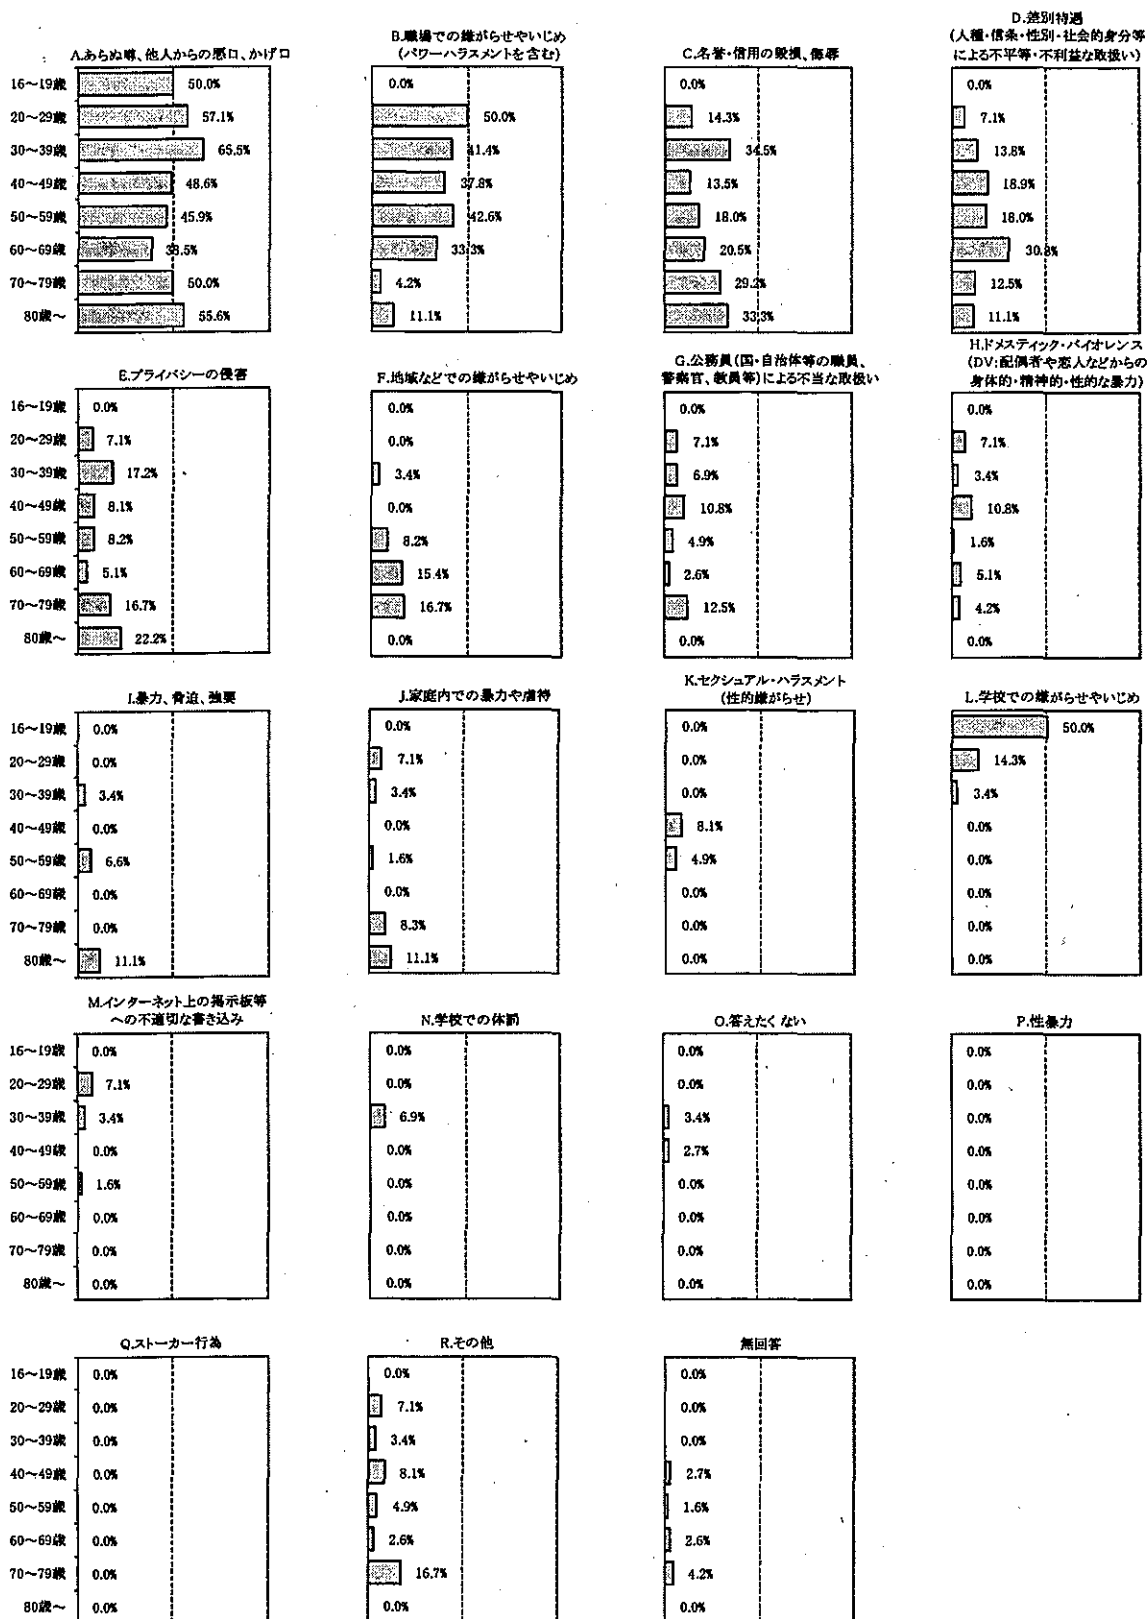 A.あらぬ噂、他人からの悪口、かげ口
16～19歳 50.0%
20～29歳 57.1%
30～39歳 65.5%
40～49歳 48.6%
50～59歳 45.9%
60～69歳 38.5%
70～79歳 50.0%
80歳～ 55.6%
B.職場での嫌がらせやいじめ
(パワーハラスメントを含む)
0.0%
50.0%
41.4%
37.8%
42.6%
33.3%
4.2%
11.1%
C.名誉・信用の毀損、侮辱
0.0%
14.3%
34.5%
13.5%
18.0%
20.5%
29.2%
33.3%
D.差別待遇
(人種・信条・性別・社会的身分等
による不平等・不利益な取扱い)
0.0%
7.1%
13.8%
18.9%
18.0%
30.8%
12.5%
11.1%
E.プライバシーの侵害
16～19歳 0.0%
20～29歳 7.1%
30～39歳 17.2%
40～49歳 8.1%
50～59歳 8.2%
60～69歳 5.1%
70～79歳 16.7%
80歳～ 22.2%
F.地域などでの嫌がらせやいじめ
0.0%
0.0%
3.4%
0.0%
8.2%
15.4%
16.7%
0.0%
G.公務員(国・自治体等の職員、
警察官、教員等)による不当な取扱い
0.0%
7.1%
6.9%
10.8%
4.9%
2.6%
12.5%
0.0%
H.ドメスティック・バイオレンス
(DV:配偶者や恋人などからの
身体的・精神的・性的な暴力)
0.0%
7.1%
3.4%
10.8%
1.6%
5.1%
4.2%
0.0%
I.暴力、脅迫、強要
16～19歳 0.0%
20～29歳 0.0%
30～39歳 3.4%
40～49歳 0.0%
50～59歳 6.6%
60～69歳 0.0%
70～79歳 0.0%
80歳～ 11.1%
J.家庭内での暴力や虐待
0.0%
7.1%
3.4%
0.0%
1.6%
0.0%
8.3%
11.1%
K.セクシュアル・ハラスメント
(性的嫌がらせ)
0.0%
0.0%
0.0%
8.1%
4.9%
0.0%
0.0%
0.0%
L.学校での嫌がらせやいじめ
50.0%
14.3%
3.4%
0.0%
0.0%
0.0%
0.0%
0.0%
M.インターネット上の掲示板等
への不適切な書き込み
16～19歳 0.0%
20～29歳 7.1%
30～39歳 3.4%
40～49歳 0.0%
50～59歳 1.6%
60～69歳 0.0%
70～79歳 0.0%
80歳～ 0.0%
N.学校での体罰
0.0%
0.0%
6.9%
0.0%
0.0%
0.0%
0.0%
0.0%
O.答えたくない
0.0%
0.0%
3.4%
2.7%
0.0%
0.0%
0.0%
0.0%
P.性暴力
0.0%
0.0%
0.0%
0.0%
0.0%
0.0%
0.0%
0.0%
Q.ストーカー行為
16～19歳 0.0%
20～29歳 0.0%
30～39歳 0.0%
40～49歳 0.0%
50～59歳 0.0%
60～69歳 0.0%
70～79歳 0.0%
80歳～ 0.0%
R.その他
0.0%
7.1%
3.4%
8.1%
4.9%
2.6%
16.7%
0.0%
無回答
0.0%
0.0%
0.0%
2.7%
1.6%
2.6%
4.2%
0.0%